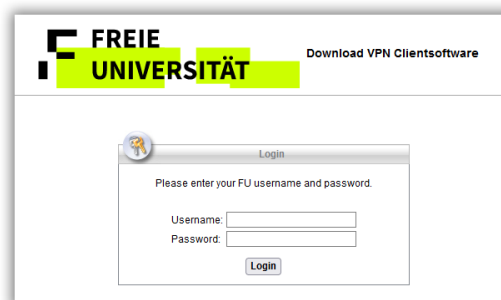 FREIE
UNIVERSITÄT
Download VPN Clientsoftware
Login
Please enter your FU username and password.
Username:
Password:
Login